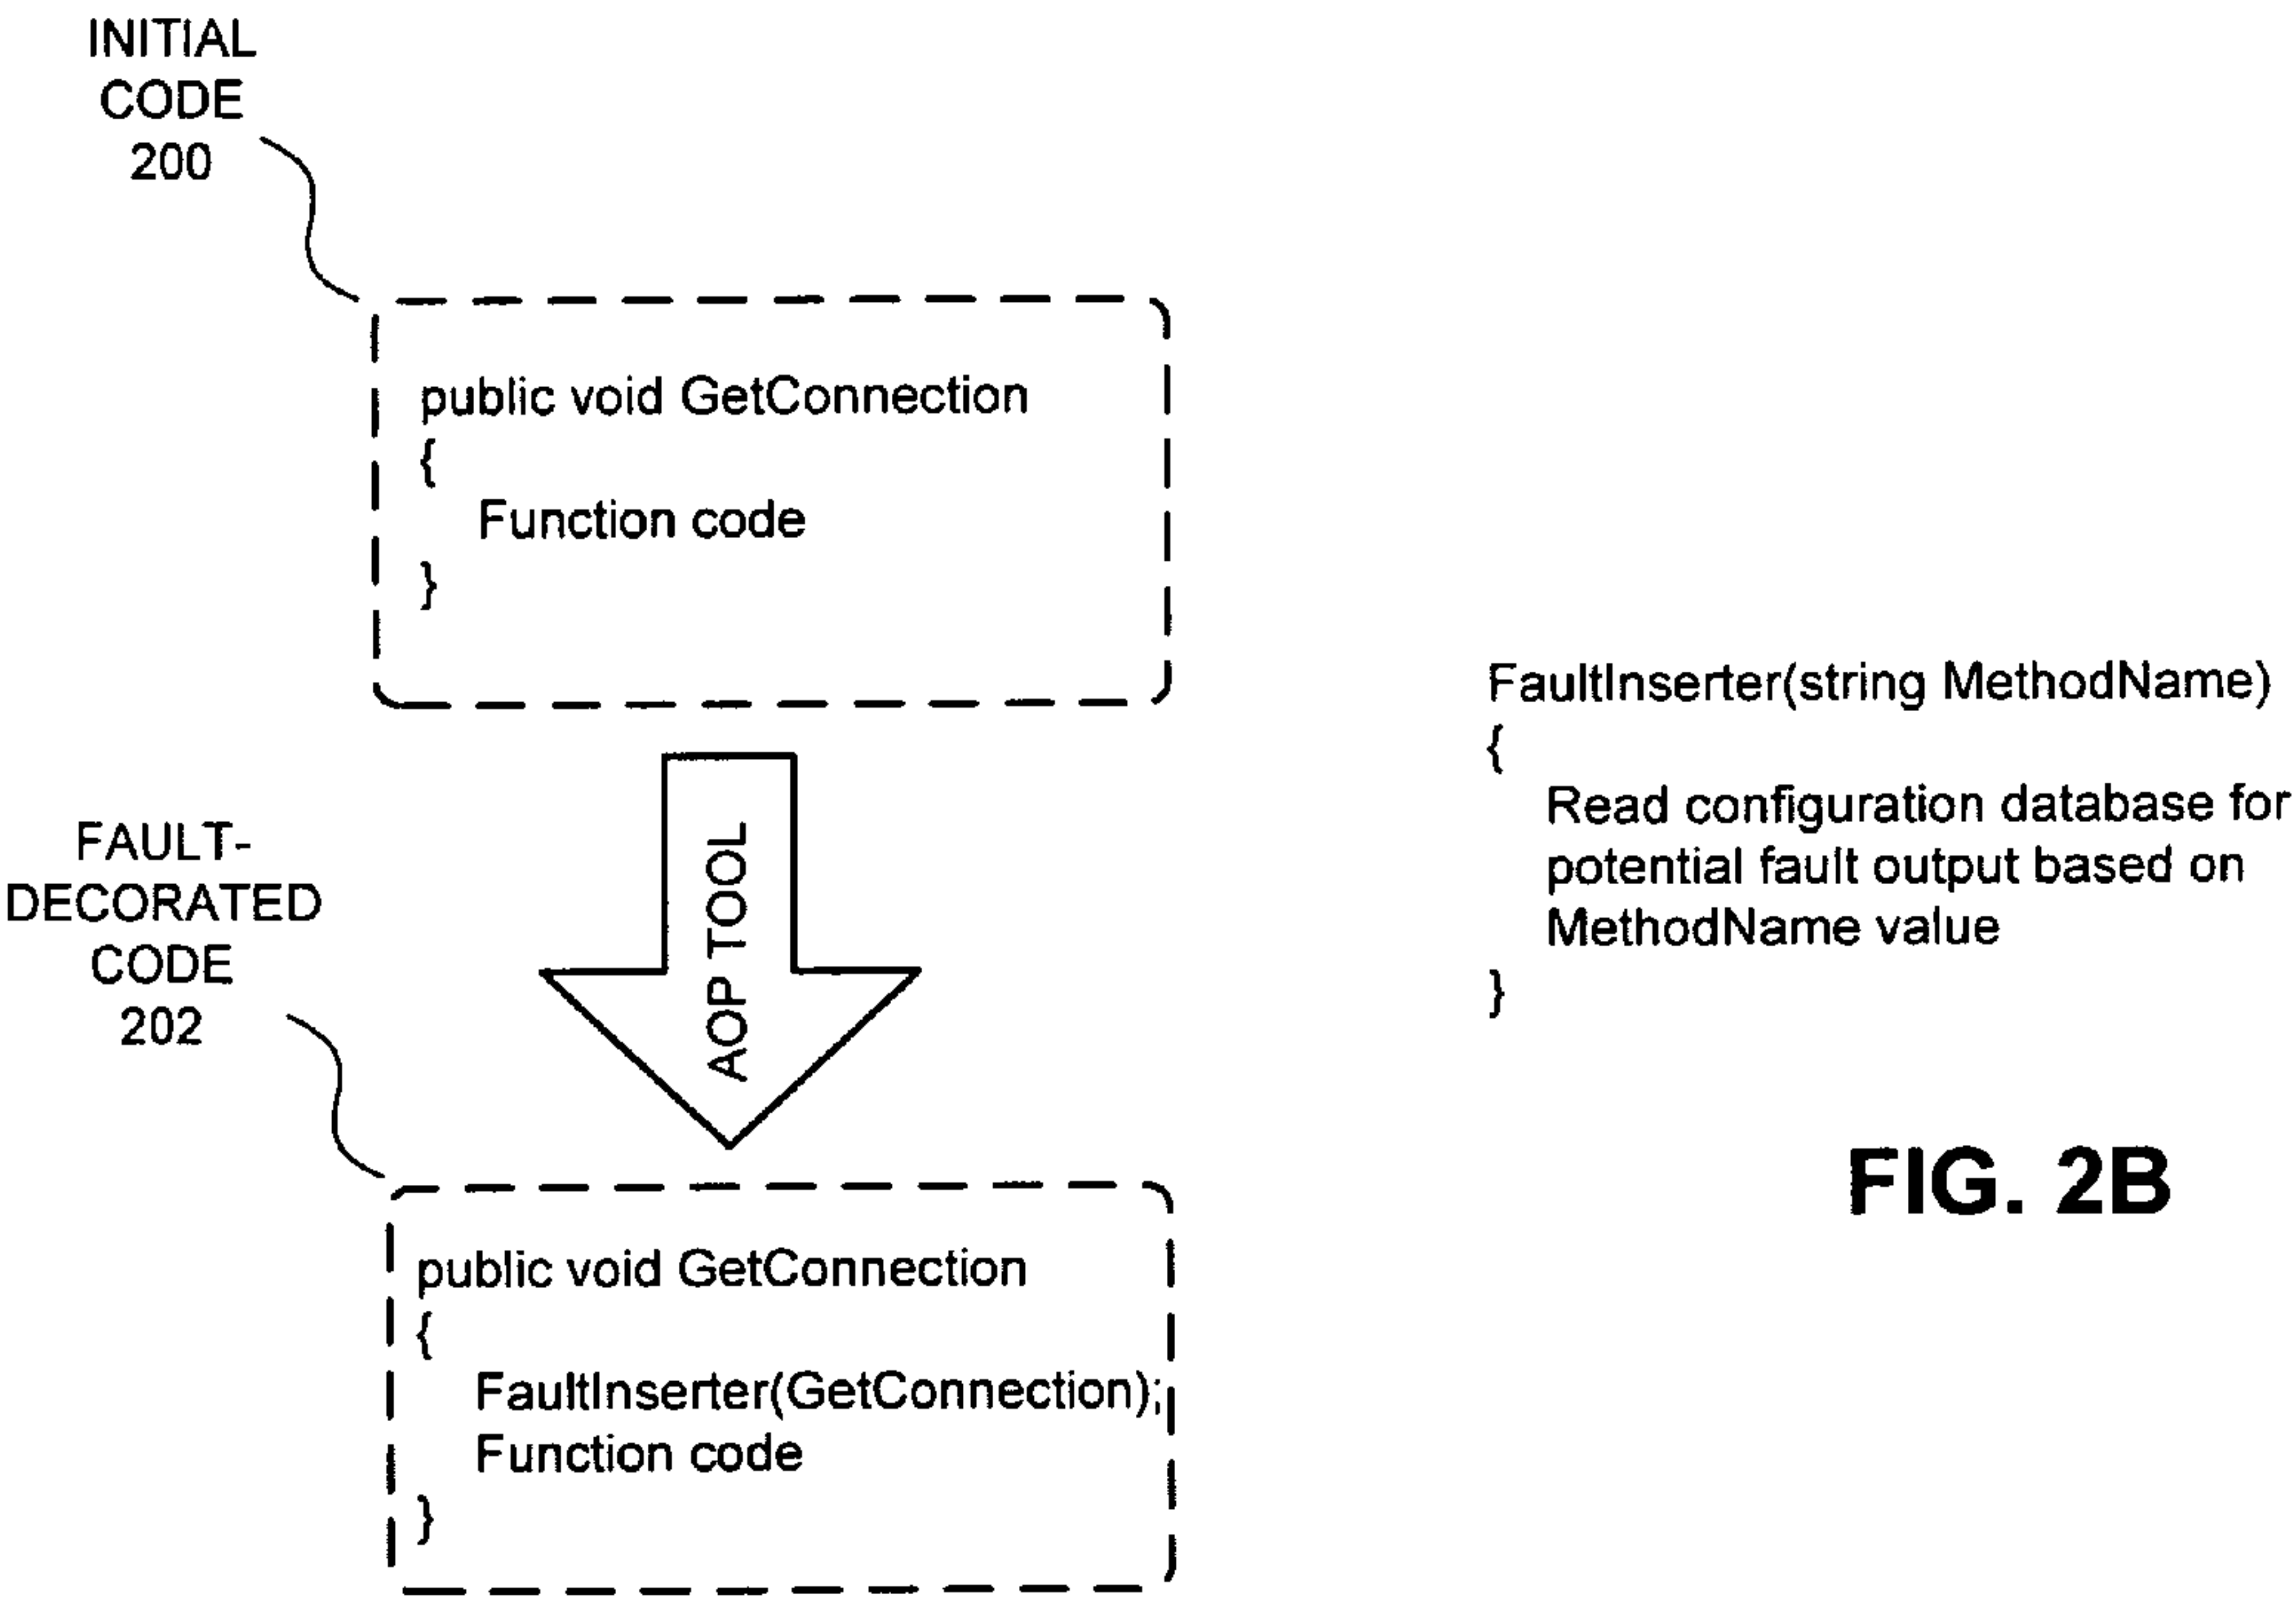 INITIAL
CODE
200
public void GetConnection
{
Function code
}
AOP TOOL
FAULT-
DECORATED
CODE
202
public void GetConnection
{
FaultInserter(GetConnection);
Function code
}
FaultInserter(string MethodName)
{
Read configuration database for
potential fault output based on
MethodName value
}
FIG. 2B